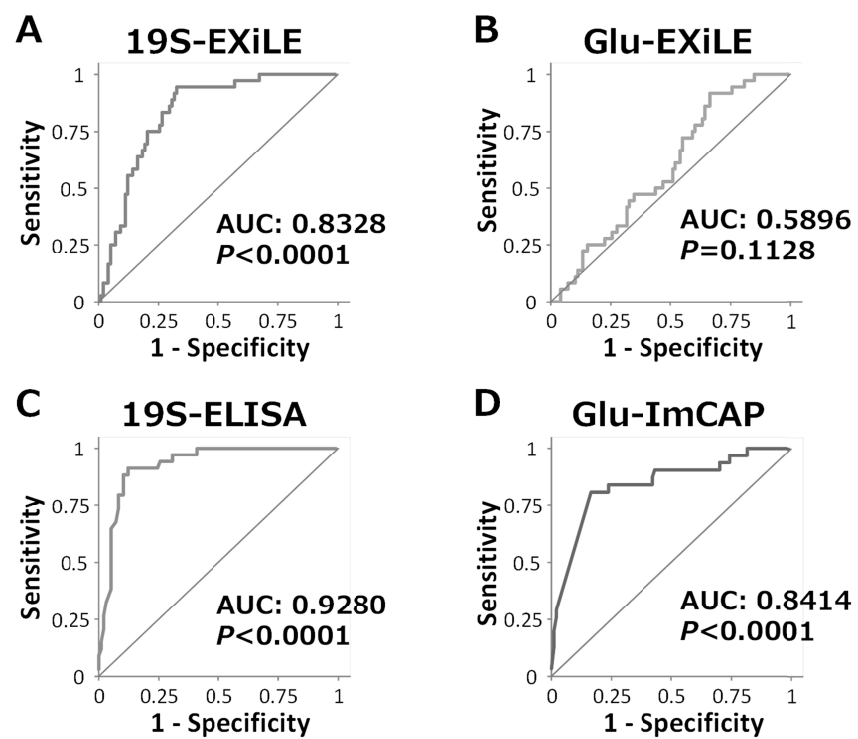 A
19S-EXiLE
1
0.75
0.5
0.25
0
Sensitivity
AUC: 0.8328
P<0.0001
0 0.25 0.5 0.75 1
1 - Specificity
B
Glu-EXiLE
1
0.75
0.5
0.25
0
Sensitivity
AUC: 0.5896
P=0.1128
0 0.25 0.5 0.75 1
1 - Specificity
C
19S-ELISA
1
0.75
0.5
0.25
0
Sensitivity
AUC: 0.9280
P<0.0001
0 0.25 0.5 0.75 1
1 - Specificity
D
Glu-ImCAP
1
0.75
0.5
0.25
0
Sensitivity
AUC: 0.8414
P<0.0001
0 0.25 0.5 0.75 1
1 - Specificity